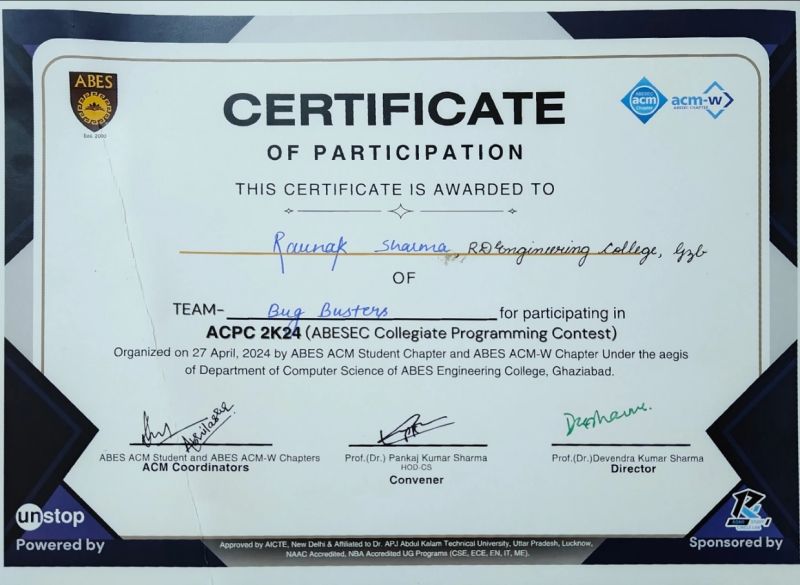 ABES
Estd. 2000
ABESEC
acm
Chapter
acm-w
ABESEC CHAPTER
CERTIFICATE
OF PARTICIPATION
THIS CERTIFICATE IS AWARDED TO
Raunak Sharma, RD Engineering College, Gzb
OF
TEAM- Bug Busters for participating in
ACPC 2K24 (ABESEC Collegiate Programming Contest)
Organized on 27 April, 2024 by ABES ACM Student Chapter and ABES ACM-W Chapter Under the aegis
of Department of Computer Science of ABES Engineering College, Ghaziabad.
ABES ACM Student and ABES ACM-W Chapters
ACM Coordinators
Prof.(Dr.) Pankaj Kumar Sharma
HOD-CS
Convener
Prof.(Dr.)Devendra Kumar Sharma
Director
unstop
Powered by
Approved by AICTE, New Delhi & Affiliated to Dr. APJ Abdul Kalam Technical University, Uttar Pradesh, Lucknow,
NAAC Accredited, NBA Accredited UG Programs (CSE, ECE, EN, IT, ME).
Sponsored by